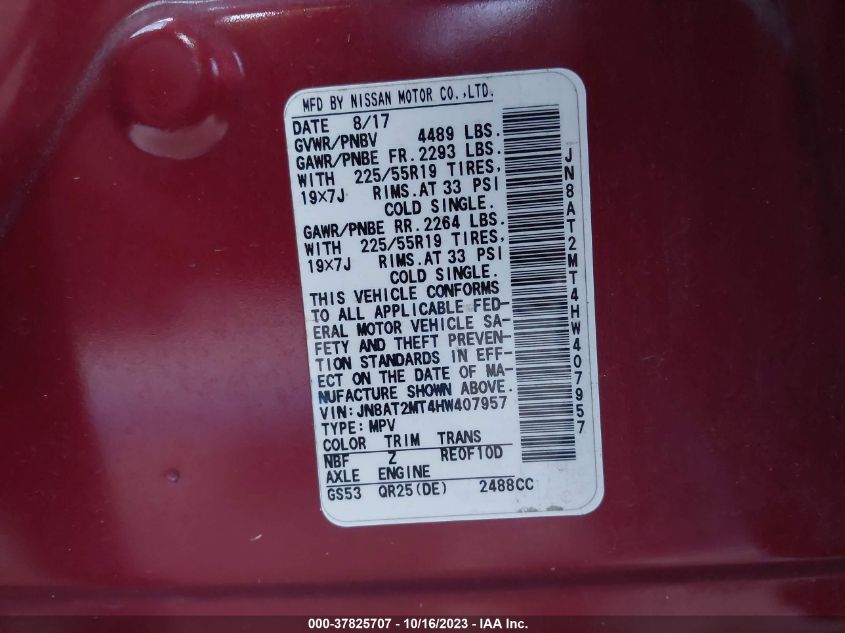 MFD BY NISSAN MOTOR CO.,LTD.
DATE 8/17
GVWR/PNBV 4489 LBS.
GAWR/PNBE FR. 2293 LBS.
WITH 225/55R19 TIRES,
19×7J RIMS.AT 33 PSI
COLD SINGLE.
GAWR/PNBE RR. 2264 LBS.
WITH 225/55R19 TIRES,
19×7J RIMS.AT 33 PSI
COLD SINGLE.
THIS VEHICLE CONFORMS
TO ALL APPLICABLE FED-
ERAL MOTOR VEHICLE SA-
FETY AND THEFT PREVEN-
TION STANDARDS IN EFF-
ECT ON THE DATE OF MA-
NUFACTURE SHOWN ABOVE.
VIN: JN8AT2MT4HW407957
TYPE: MPV
COLOR TRIM TRANS
NBF Z RE0F10D
AXLE ENGINE
GS53 QR25(DE) 2488CC
JN8AT2MT4HW407957
000-37825707 - 10/16/2023 - IAA Inc.